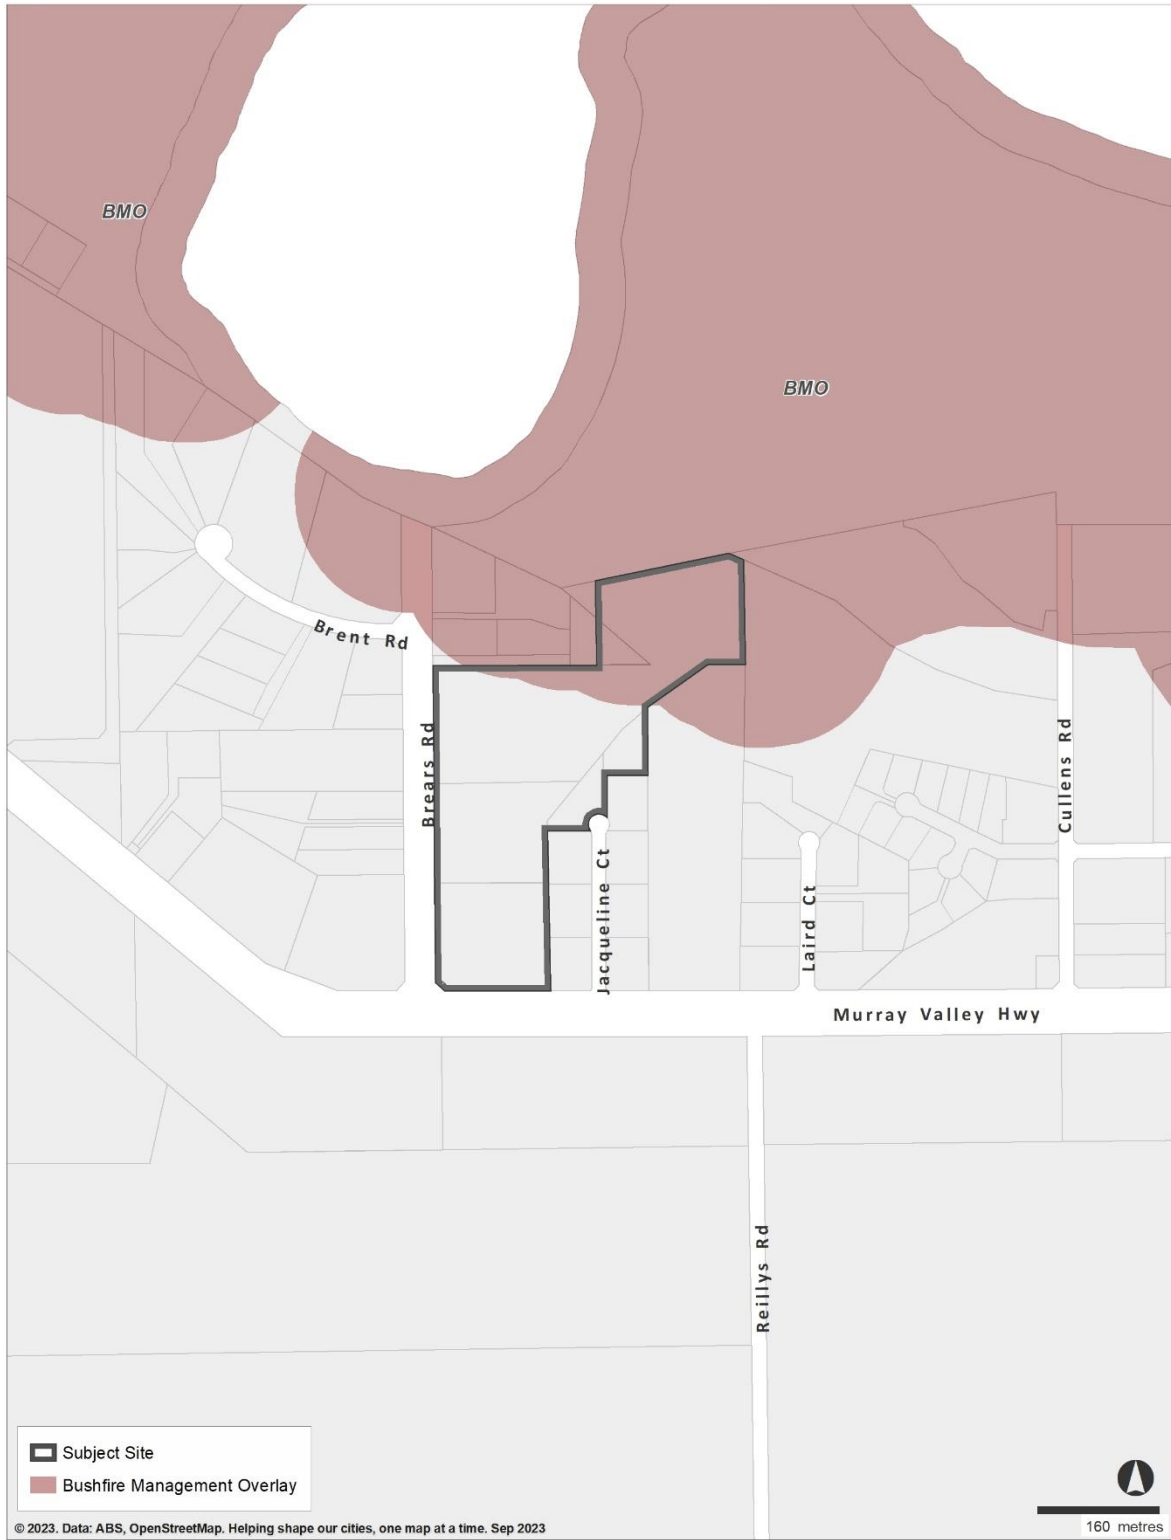 BMO
BMO
Brent Rd
Brears Rd
Cullens Rd
Jacqueline Ct
Laird Ct
Murray Valley Hwy
Reillys Rd
Subject Site
Bushfire Management Overlay
© 2023. Data: ABS, OpenStreetMap. Helping shape our cities, one map at a time. Sep 2023
160 metres